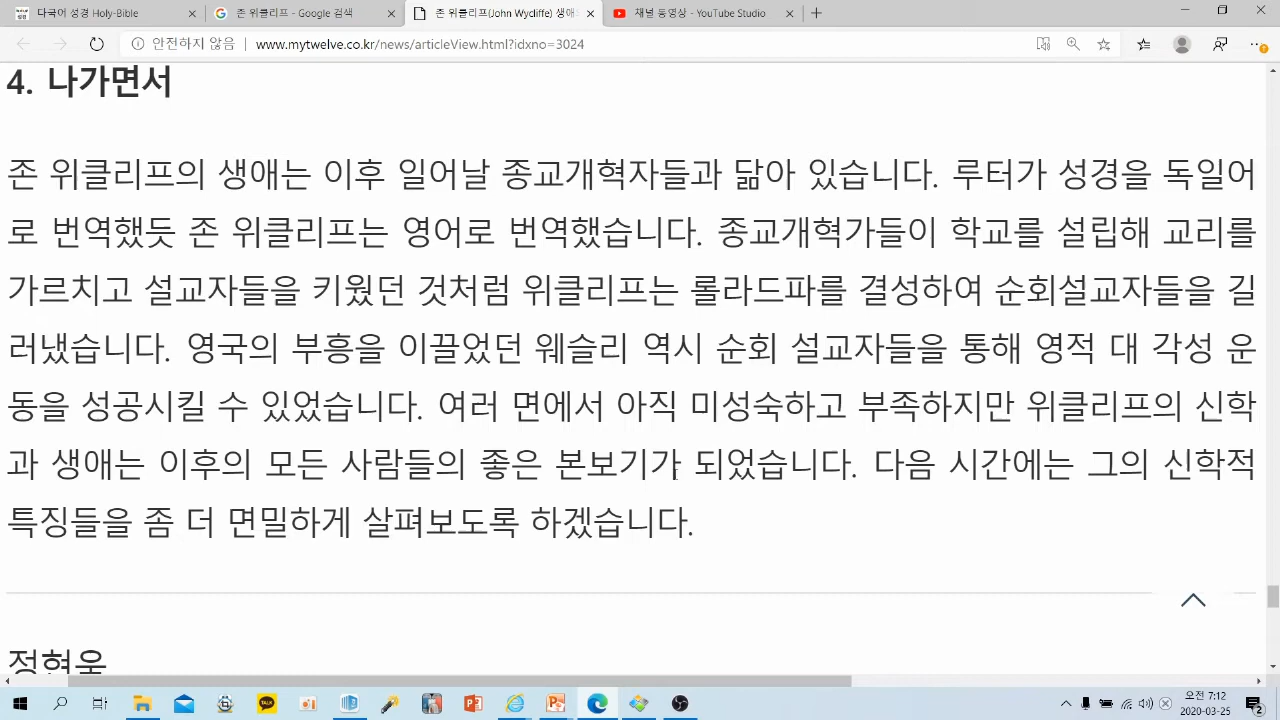 다국어 성경 Holy-Bible
존 위클리프 - Google 검색
존 위클리프(John Wycliffe) 생애
채널 동영상 - YouTube Studio
안전하지 않음 www.mytwelve.co.kr/news/articleView.html?idxno=3024
4. 나가면서
존 위클리프의 생애는 이후 일어날 종교개혁자들과 닮아 있습니다. 루터가 성경을 독일어
로 번역했듯 존 위클리프는 영어로 번역했습니다. 종교개혁가들이 학교를 설립해 교리를
가르치고 설교자들을 키웠던 것처럼 위클리프는 롤라드파를 결성하여 순회설교자들을 길
러냈습니다. 영국의 부흥을 이끌었던 웨슬리 역시 순회 설교자들을 통해 영적 대 각성 운
동을 성공시킬 수 있었습니다. 여러 면에서 아직 미성숙하고 부족하지만 위클리프의 신학
과 생애는 이후의 모든 사람들의 좋은 본보기가 되었습니다. 다음 시간에는 그의 신학적
특징들을 좀 더 면밀하게 살펴보도록 하겠습니다.
정현욱
TALK
오전 7:12
2020-03-25
2